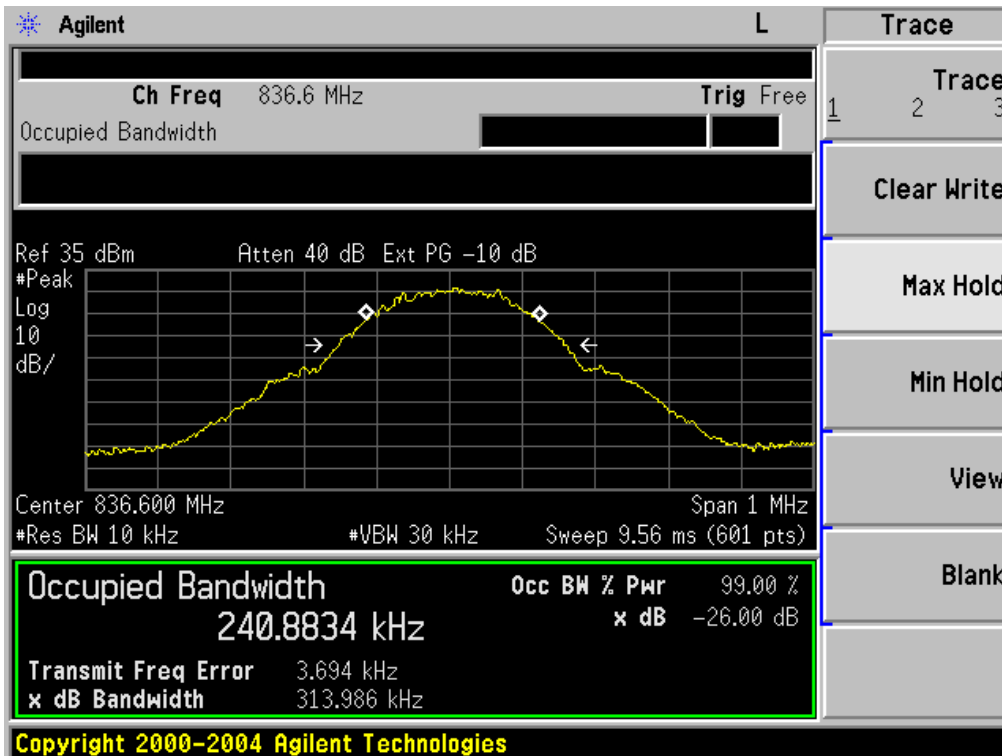 Agilent L Trace
Ch Freq 836.6 MHz Trig Free
Occupied Bandwidth
Trace
1 2 3
Clear Write
Max Hold
Min Hold
View
Blank
Ref 35 dBm Atten 40 dB Ext PG -10 dB
#Peak
Log
10
dB/
Center 836.600 MHz Span 1 MHz
#Res BW 10 kHz #VBW 30 kHz Sweep 9.56 ms (601 pts)
Occupied Bandwidth Occ BW % Pwr 99.00 %
240.8834 kHz x dB -26.00 dB
Transmit Freq Error 3.694 kHz
x dB Bandwidth 313.986 kHz
Copyright 2000-2004 Agilent Technologies